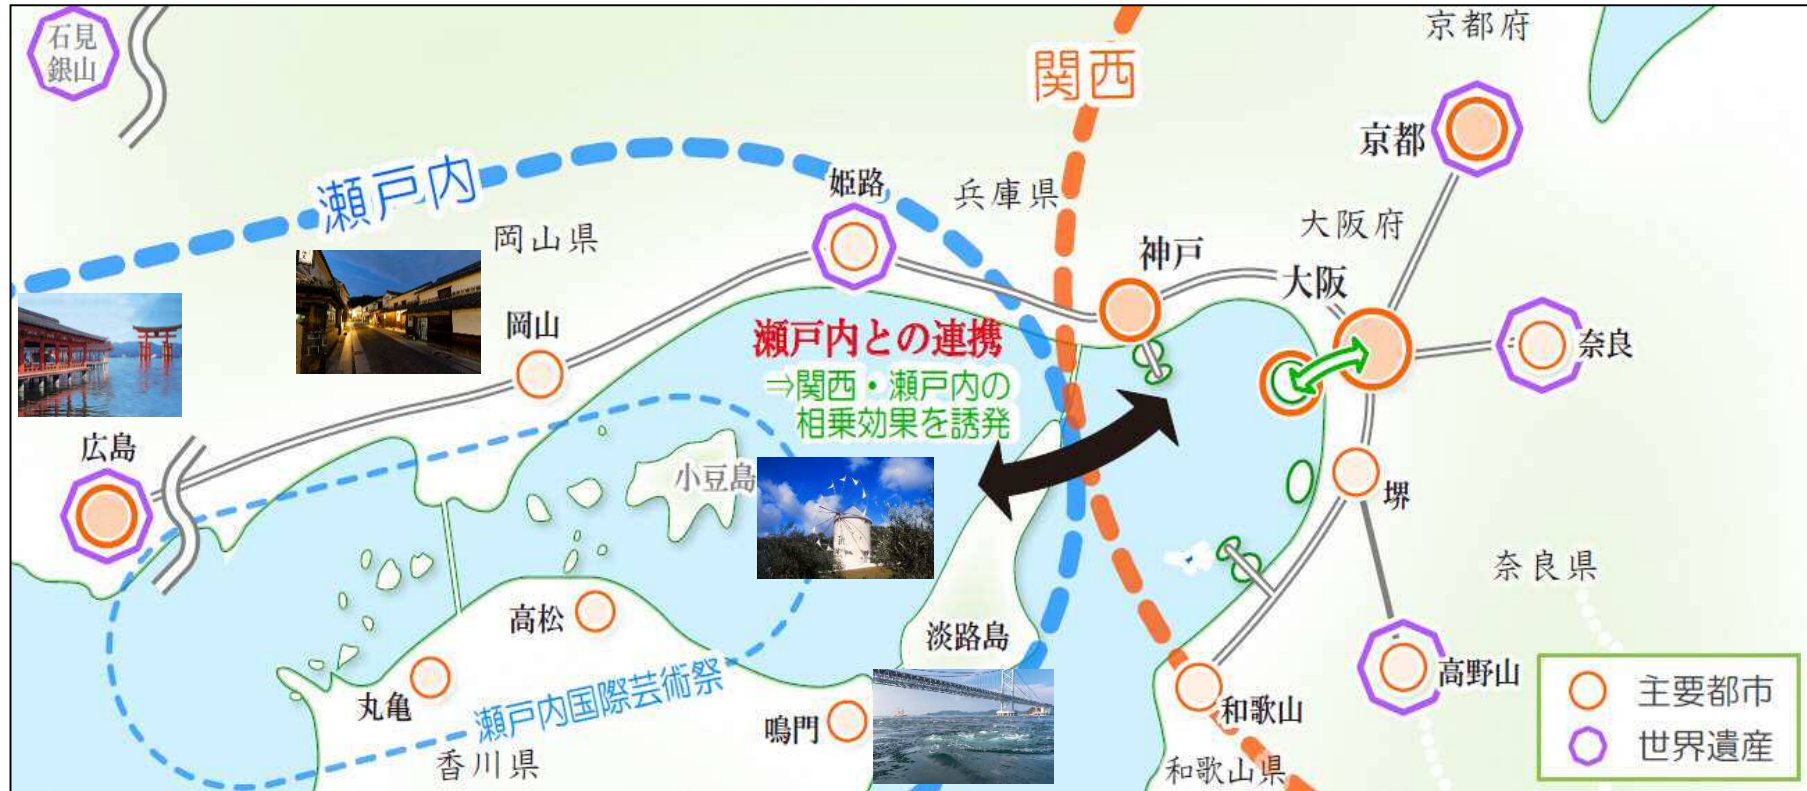 石見
銀山
関西
京都府
京都
瀬戸内
姫路
兵庫県
岡山県
大阪府
神戸
大阪
岡山
瀬戸内との連携
⇒関西・瀬戸内の
相乗効果を誘発
奈良
広島
小豆島
堺
奈良県
高松
淡路島
丸亀
瀬戸内国際芸術祭
鳴門
香川県
和歌山
高野山
和歌山県
主要都市
世界遺産